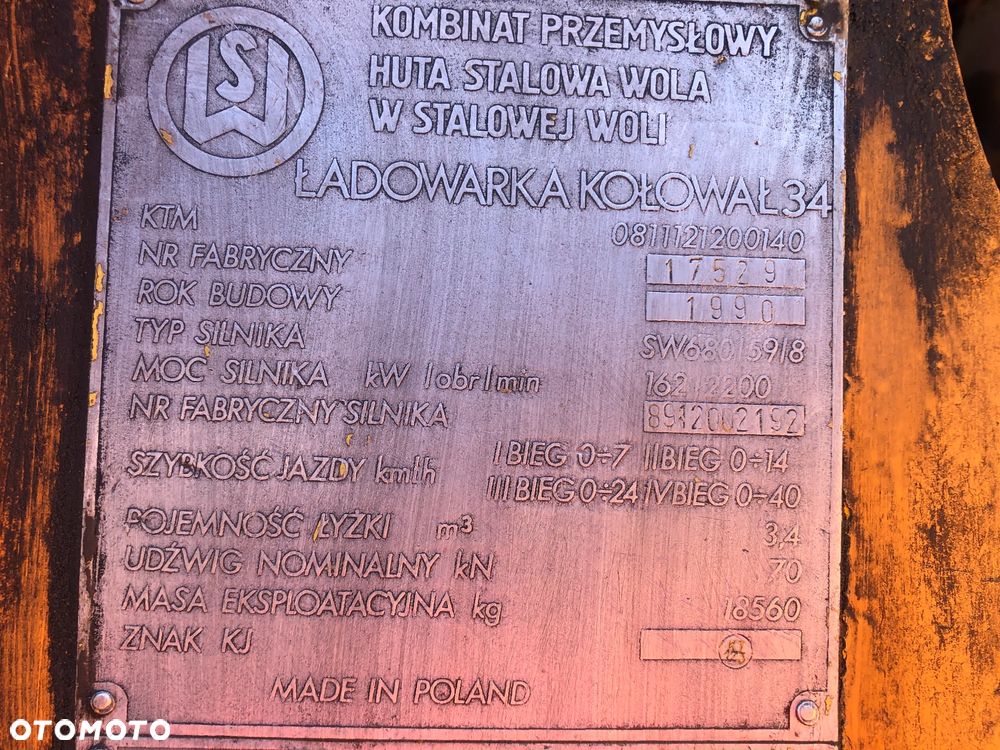 KOMBINAT PRZEMYSŁOWY
HUTA STALOWA WOLA
W STALOWEJ WOLI
ŁADOWARKA KOŁOWA Ł34
KTM 0811121200140
NR FABRYCZNY 17529
ROK BUDOWY 1990
TYP SILNIKA SW680/59/8
MOC SILNIKA kW/obr/min 162/2200
NR FABRYCZNY SILNIKA 8912002192
SZYBKOŚĆ JAZDY km/h I BIEG 0÷7 II BIEG 0÷14
III BIEG 0÷24 IV BIEG 0÷40
POJEMNOŚĆ ŁYŻKI m³ 3,4
UDŹWIG NOMINALNY kN 70
MASA EKSPLOATACYJNA kg 18560
ZNAK KJ
MADE IN POLAND
OTOMOTO